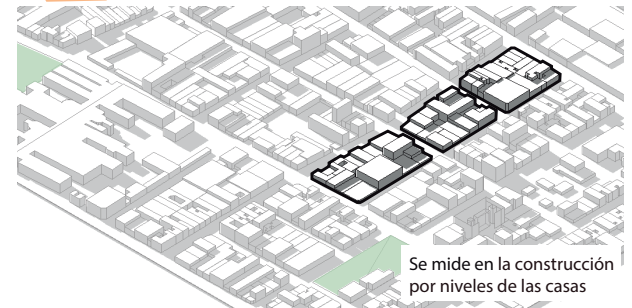 Se mide en la construcción
por niveles de las casas